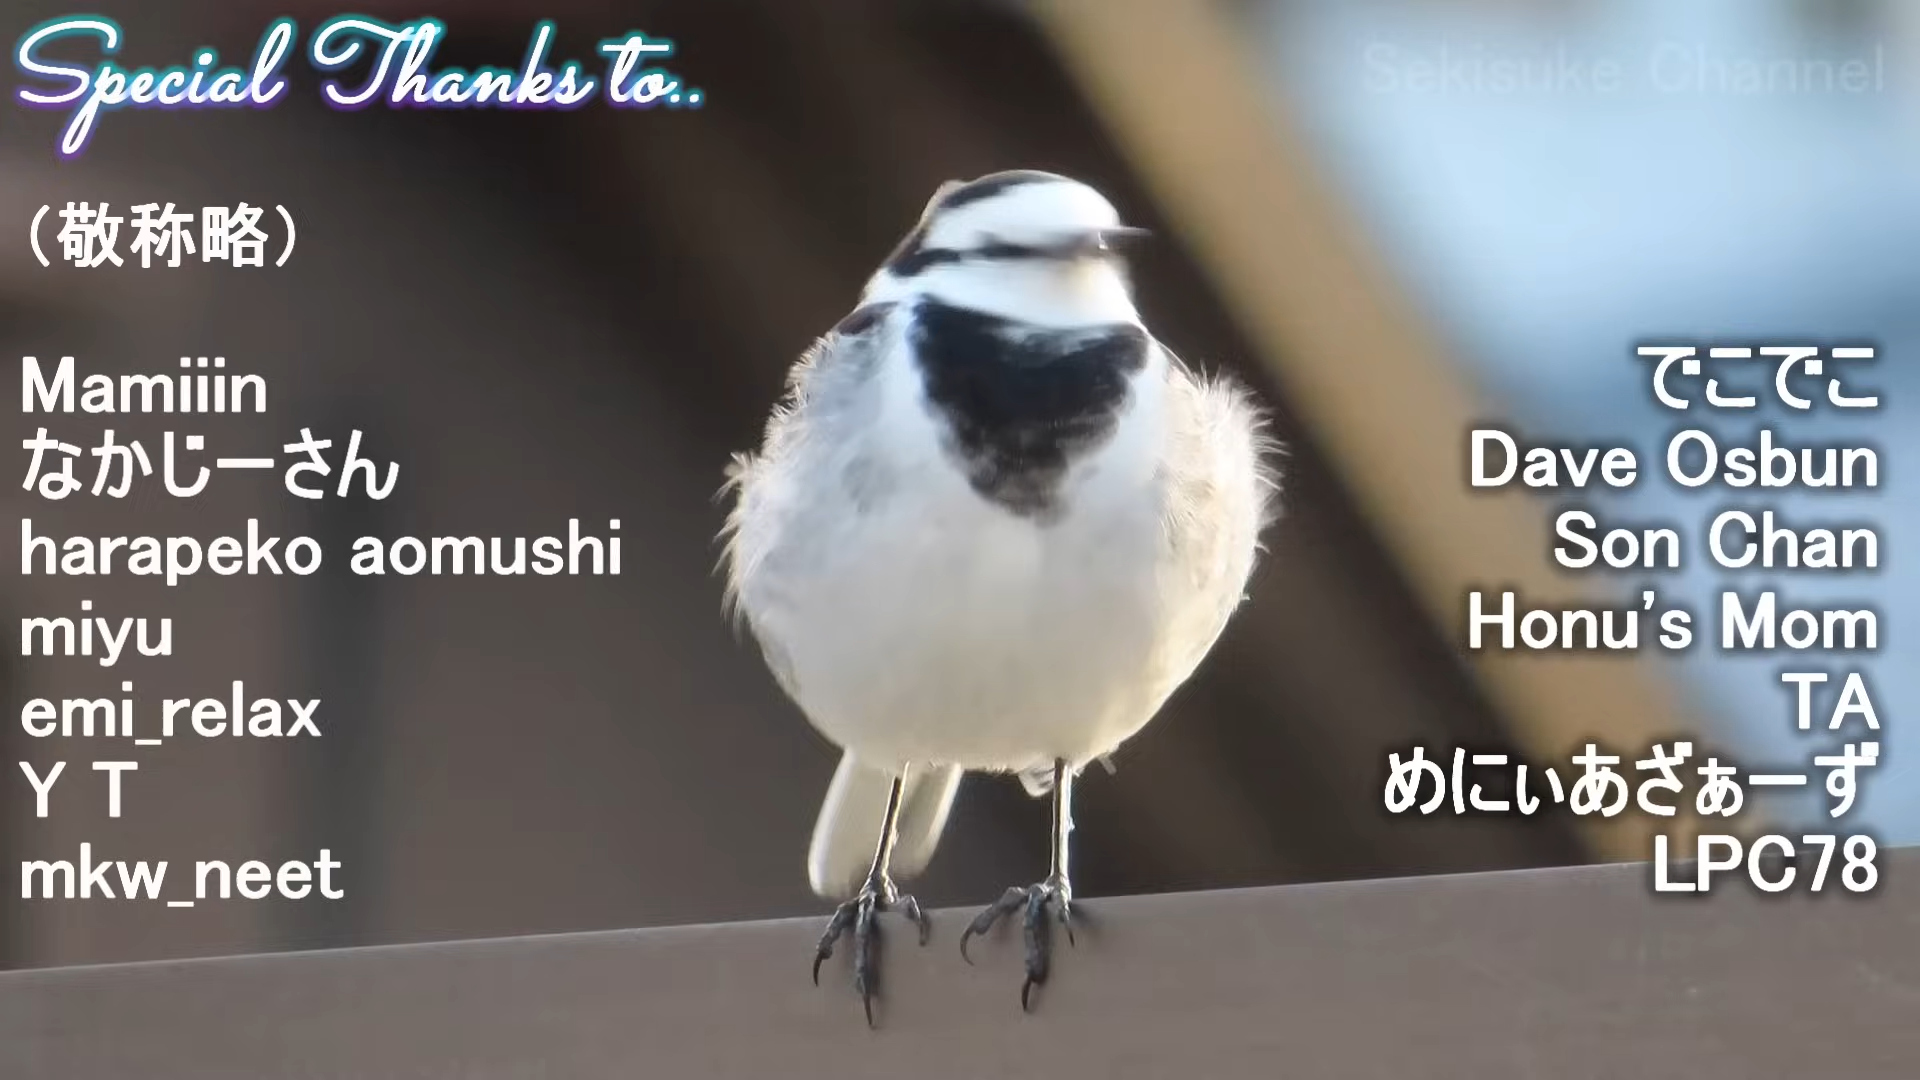 Special Thanks to..
Sekisuke Channel
（敬称略）
Mamiiin
なかじーさん
harapeko aomushi
miyu
emi_relax
Y T
mkw_neet
でこでこ
Dave Osbun
Son Chan
Honu's Mom
TA
めにぃあざぁーず
LPC78